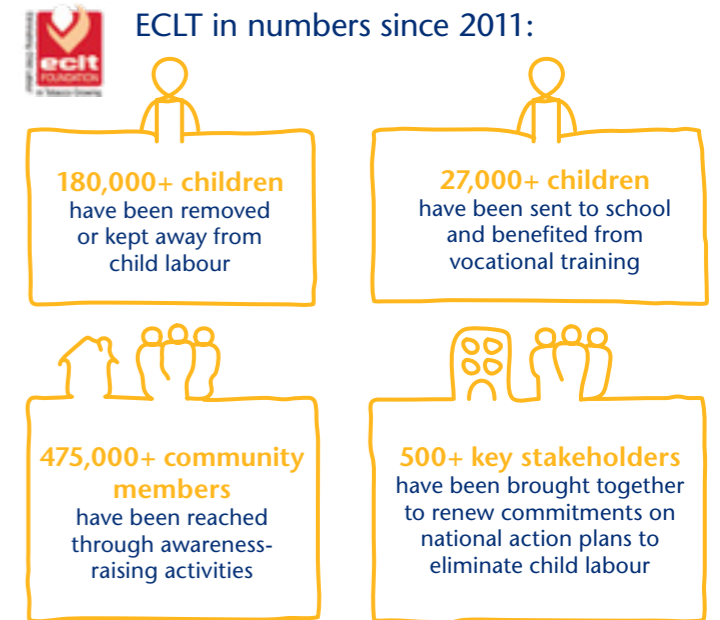 ECLT in numbers since 2011:
eclt
FOUNDATION
in Tobacco Growing
180,000+ children
have been removed
or kept away from
child labour
27,000+ children
have been sent to school
and benefited from
vocational training
475,000+ community
members
have been reached
through awareness-
raising activities
500+ key stakeholders
have been brought together
to renew commitments on
national action plans to
eliminate child labour